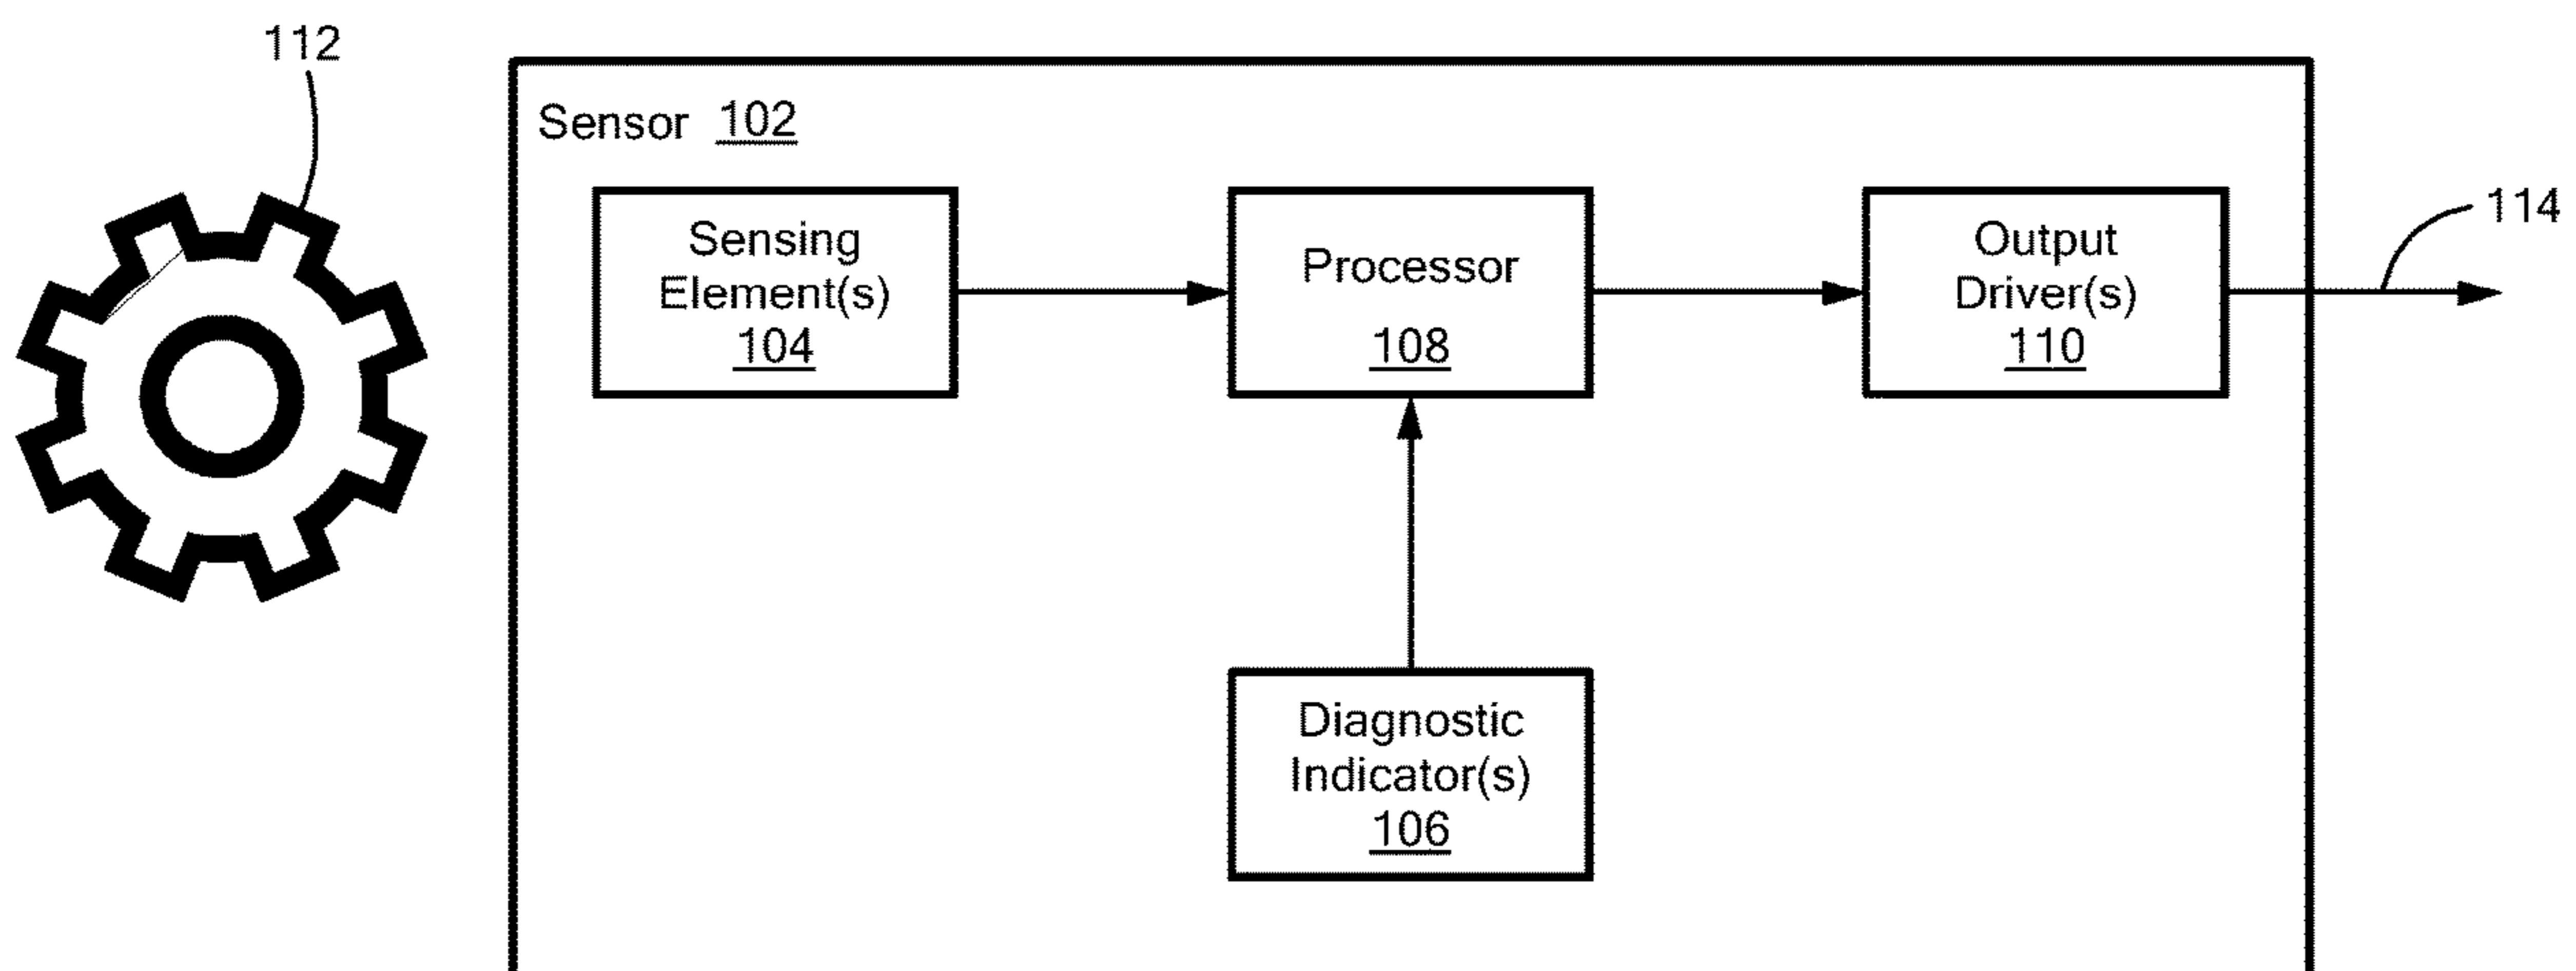 112
Sensor 102
Sensing
Element(s)
104
Processor
108
Output
Driver(s)
110
114
Diagnostic
Indicator(s)
106